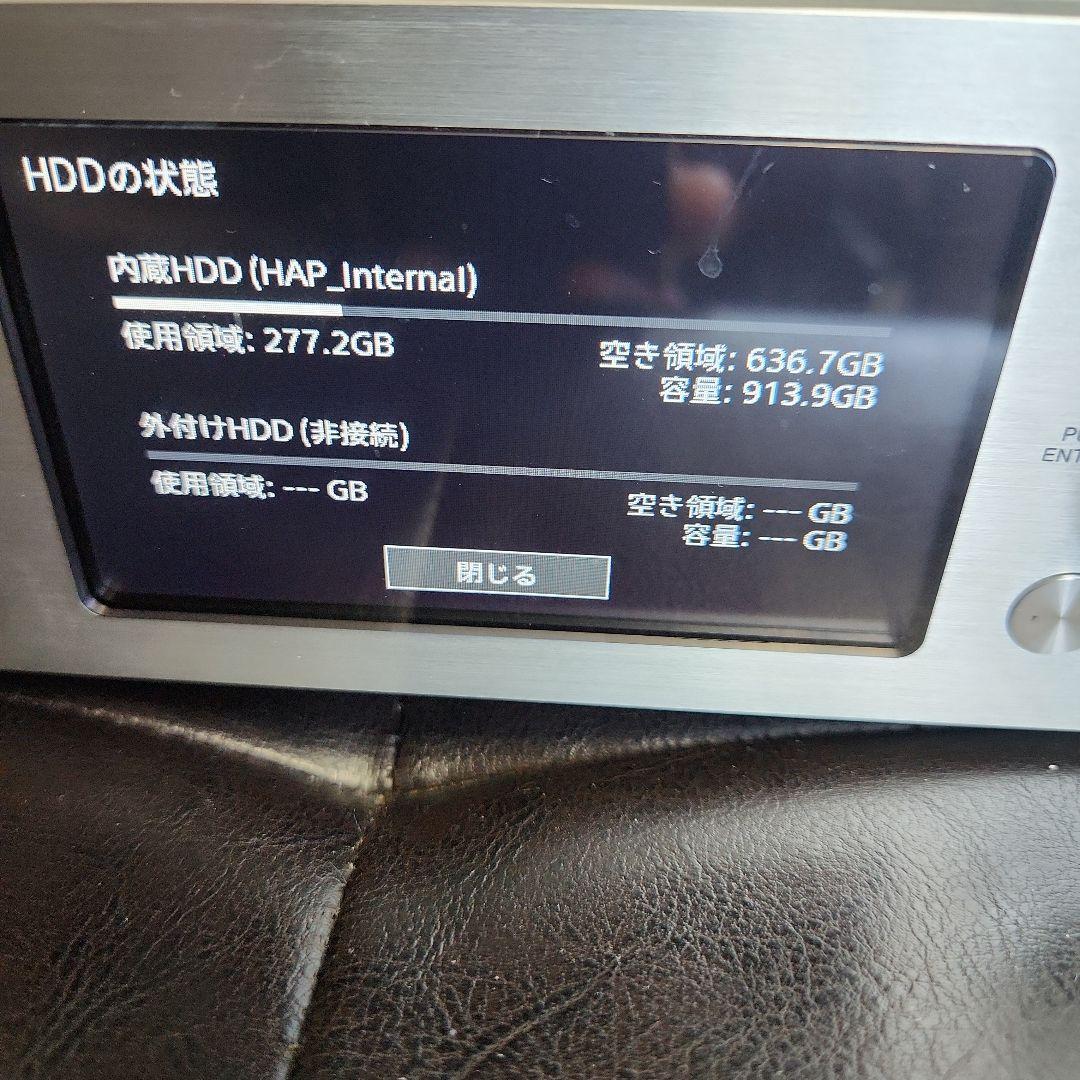 HDDの状態
内蔵HDD (HAP_Internal)
使用領域: 277.2GB
空き領域: 636.7GB
容量: 913.9GB
外付けHDD (非接続)
使用領域: --- GB
空き領域: --- GB
容量: --- GB
閉じる